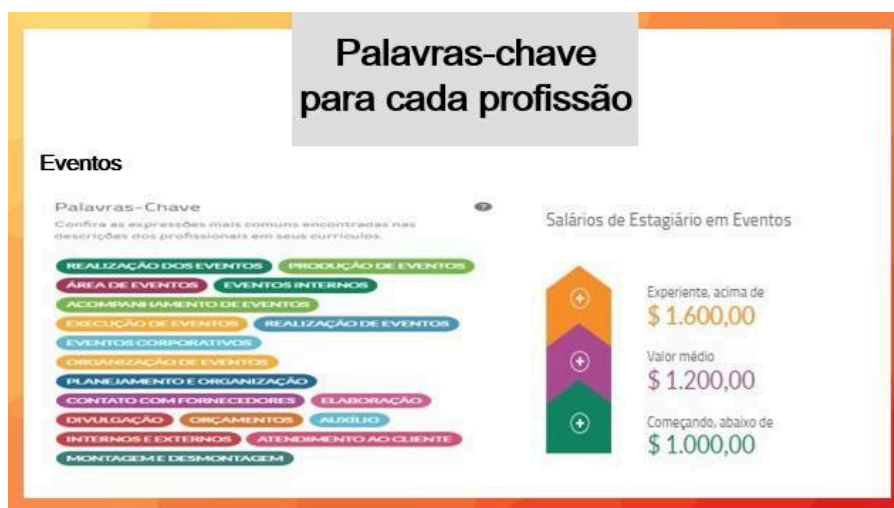 Palavras-chave
para cada profissão
Eventos
Palavras-Chave
Confira as expressões mais comuns encontradas nas
descrições dos profissionais em seus currículos.
REALIZAÇÃO DOS EVENTOS PRODUÇÃO DE EVENTOS
ÁREA DE EVENTOS EVENTOS INTERNOS
ACOMPANHAMENTO DE EVENTOS
EXECUÇÃO DE EVENTOS REALIZAÇÃO DE EVENTOS
EVENTOS CORPORATIVOS
ORGANIZAÇÃO DE EVENTOS
PLANEJAMENTO E ORGANIZAÇÃO
CONTATO COM FORNECEDORES ELABORAÇÃO
DIVULGAÇÃO ORÇAMENTOS AUXÍLIO
INTERNOS E EXTERNOS ATENDIMENTO AO CLIENTE
MONTAGEM E DESMONTAGEM
Salários de Estagiário em Eventos
Experiente, acima de
$ 1.600,00
Valor médio
$ 1.200,00
Começando, abaixo de
$ 1.000,00